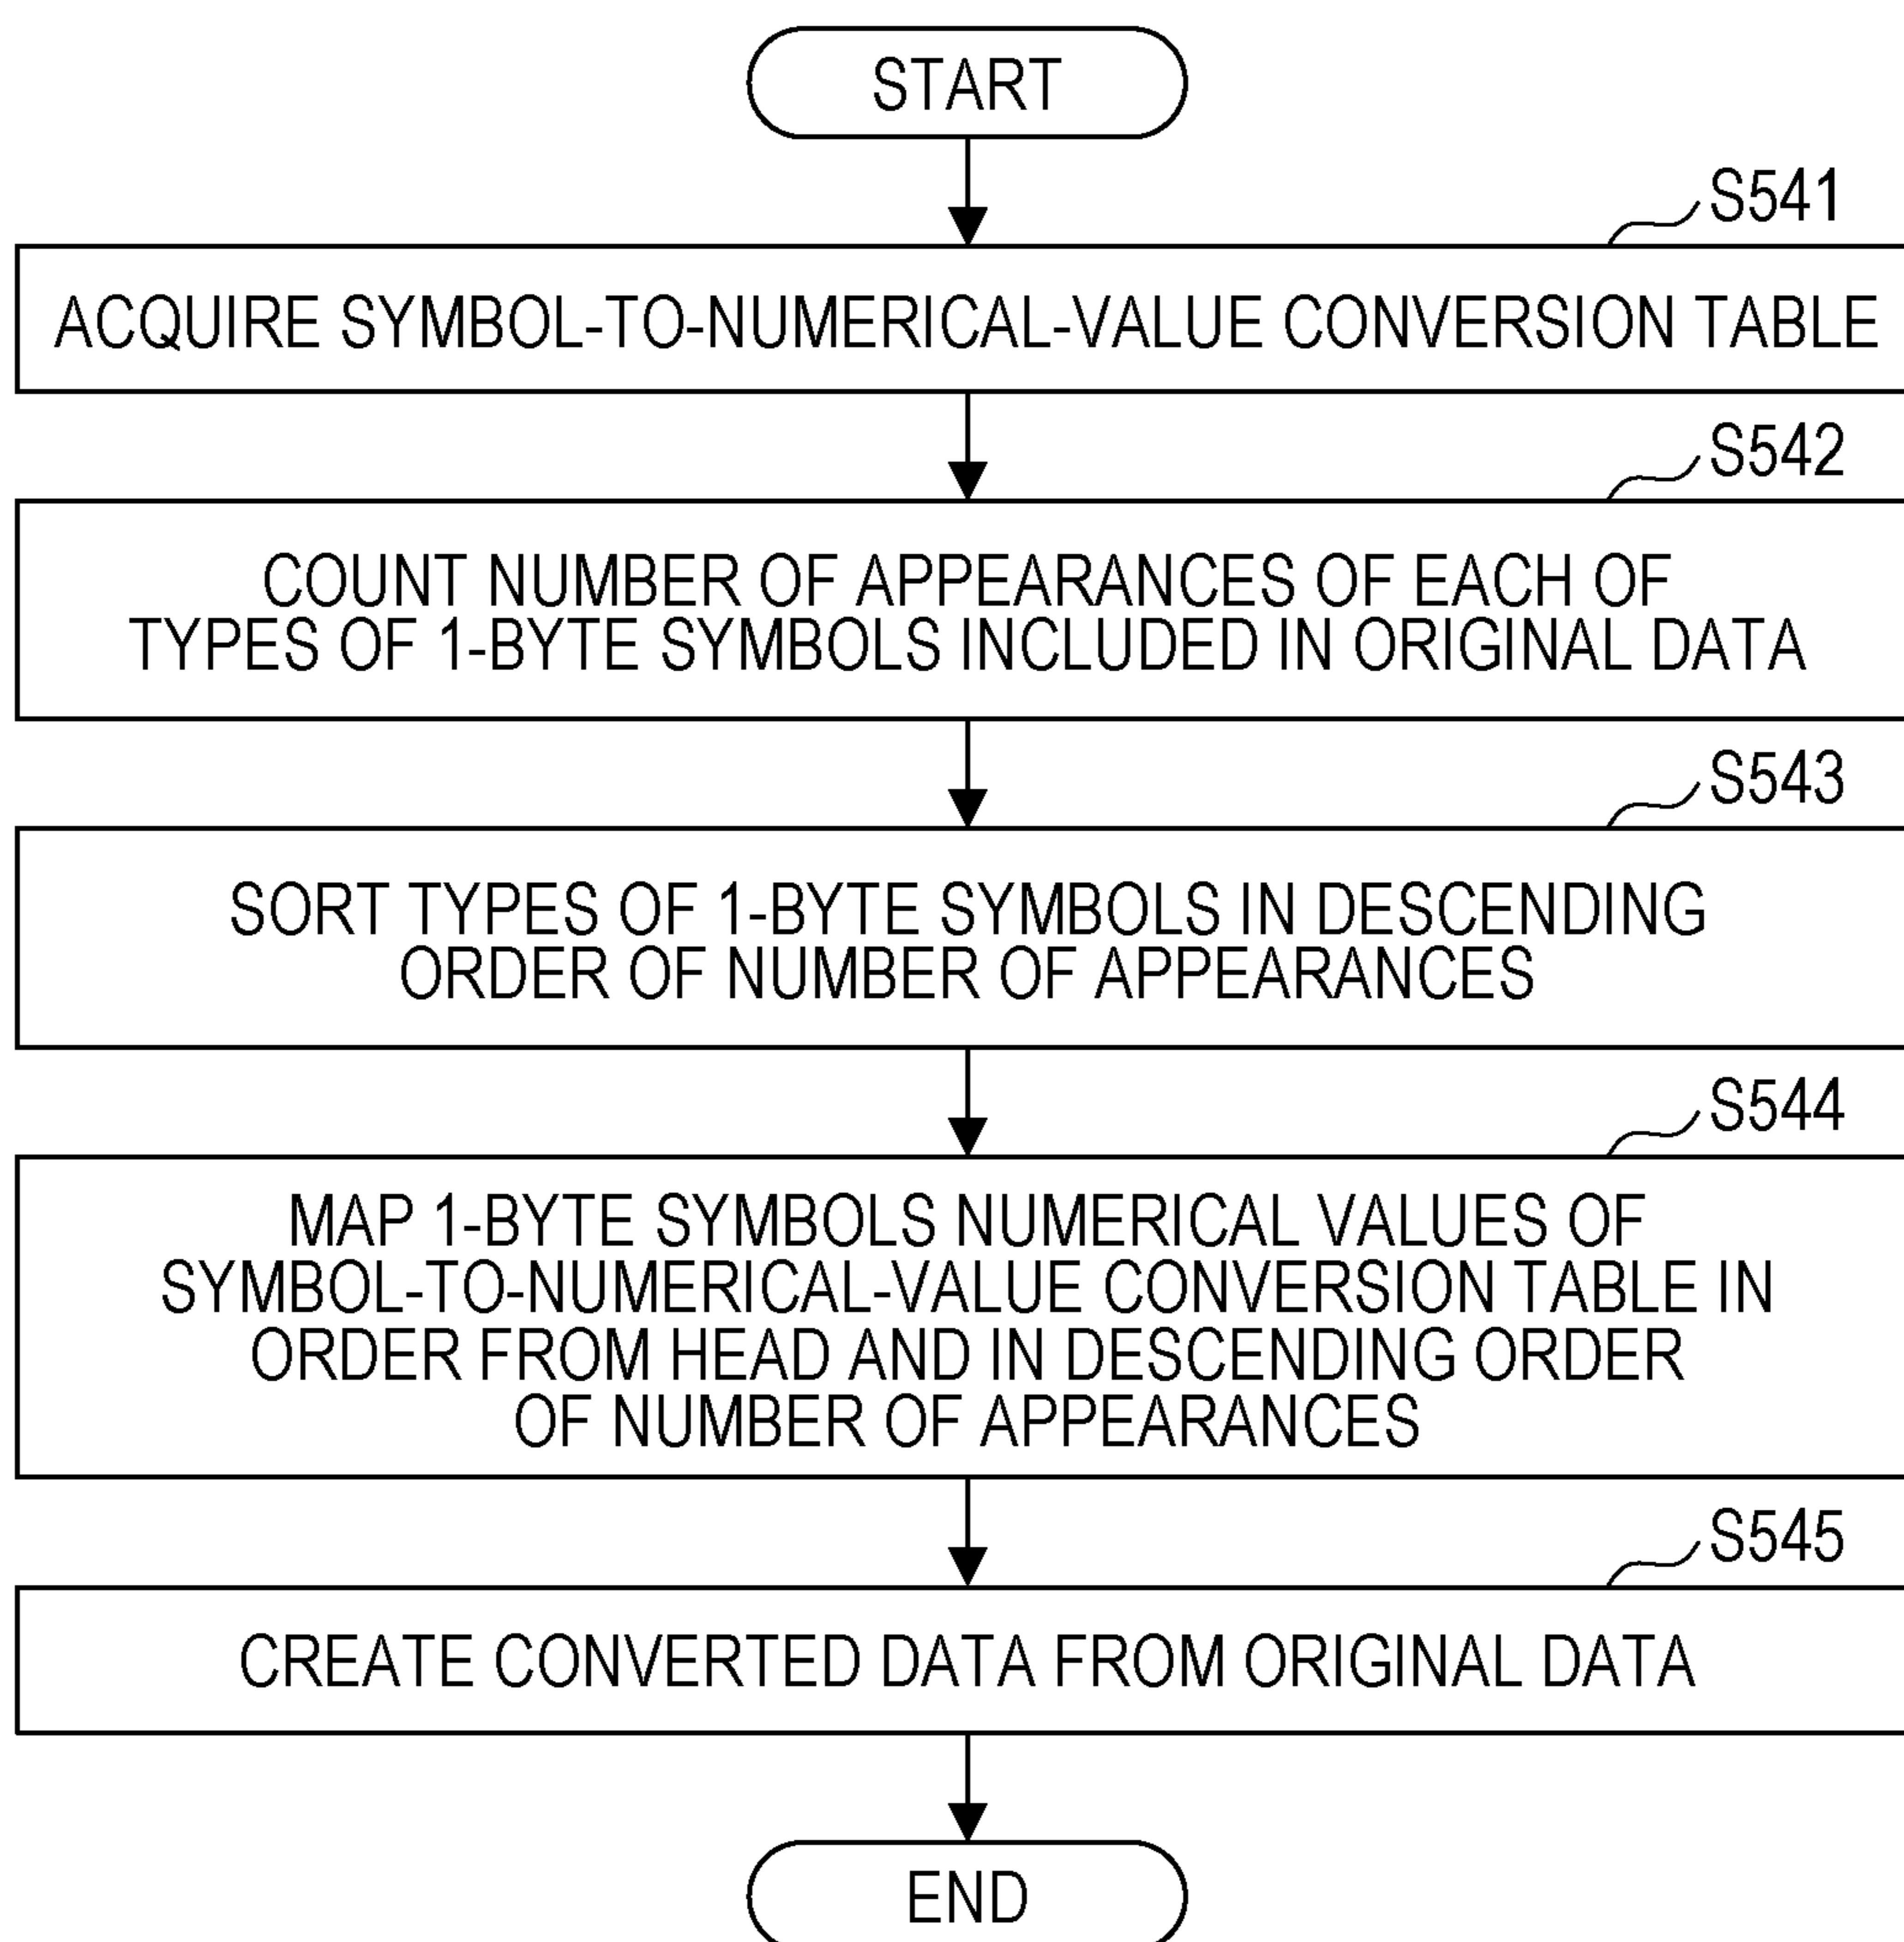 START
S541
ACQUIRE SYMBOL-TO-NUMERICAL-VALUE CONVERSION TABLE
S542
COUNT NUMBER OF APPEARANCES OF EACH OF
TYPES OF 1-BYTE SYMBOLS INCLUDED IN ORIGINAL DATA
S543
SORT TYPES OF 1-BYTE SYMBOLS IN DESCENDING
ORDER OF NUMBER OF APPEARANCES
S544
MAP 1-BYTE SYMBOLS NUMERICAL VALUES OF
SYMBOL-TO-NUMERICAL-VALUE CONVERSION TABLE IN
ORDER FROM HEAD AND IN DESCENDING ORDER
OF NUMBER OF APPEARANCES
S545
CREATE CONVERTED DATA FROM ORIGINAL DATA
END